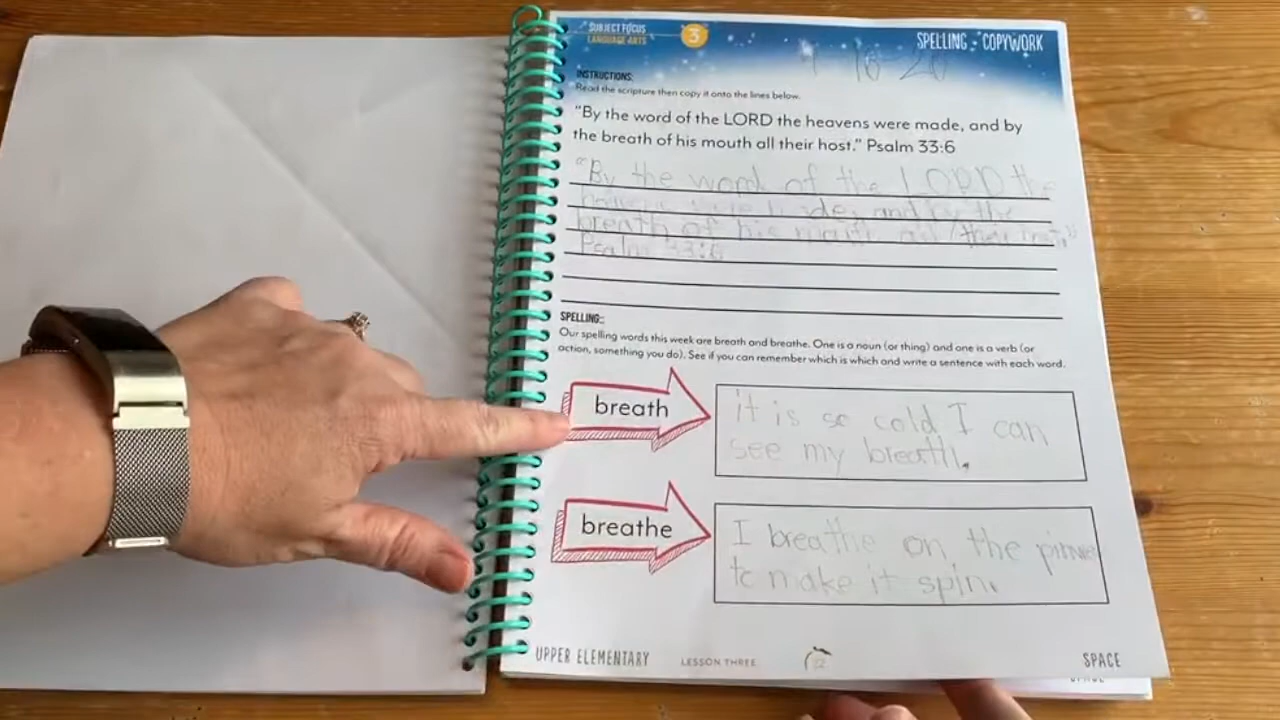 SUBJECT FOCUS
LANGUAGE ARTS
3
SPELLING - COPYWORK
INSTRUCTIONS:
Read the scripture then copy it onto the lines below.
"By the word of the LORD the heavens were made, and by
the breath of his mouth all their host." Psalm 33:6
"By the word of the LORD the
and by the
breath of his mouth all their host."
Psalm 33:6
SPELLING:
Our spelling words this week are breath and breathe. One is a noun (or thing) and one is a verb (or
action, something you do). See if you can remember which is which and write a sentence with each word.
breath
it is so cold I can
see my breath.
breathe
I breathe on the
to make it spin.
UPPER ELEMENTARY
LESSON THREE
SPACE